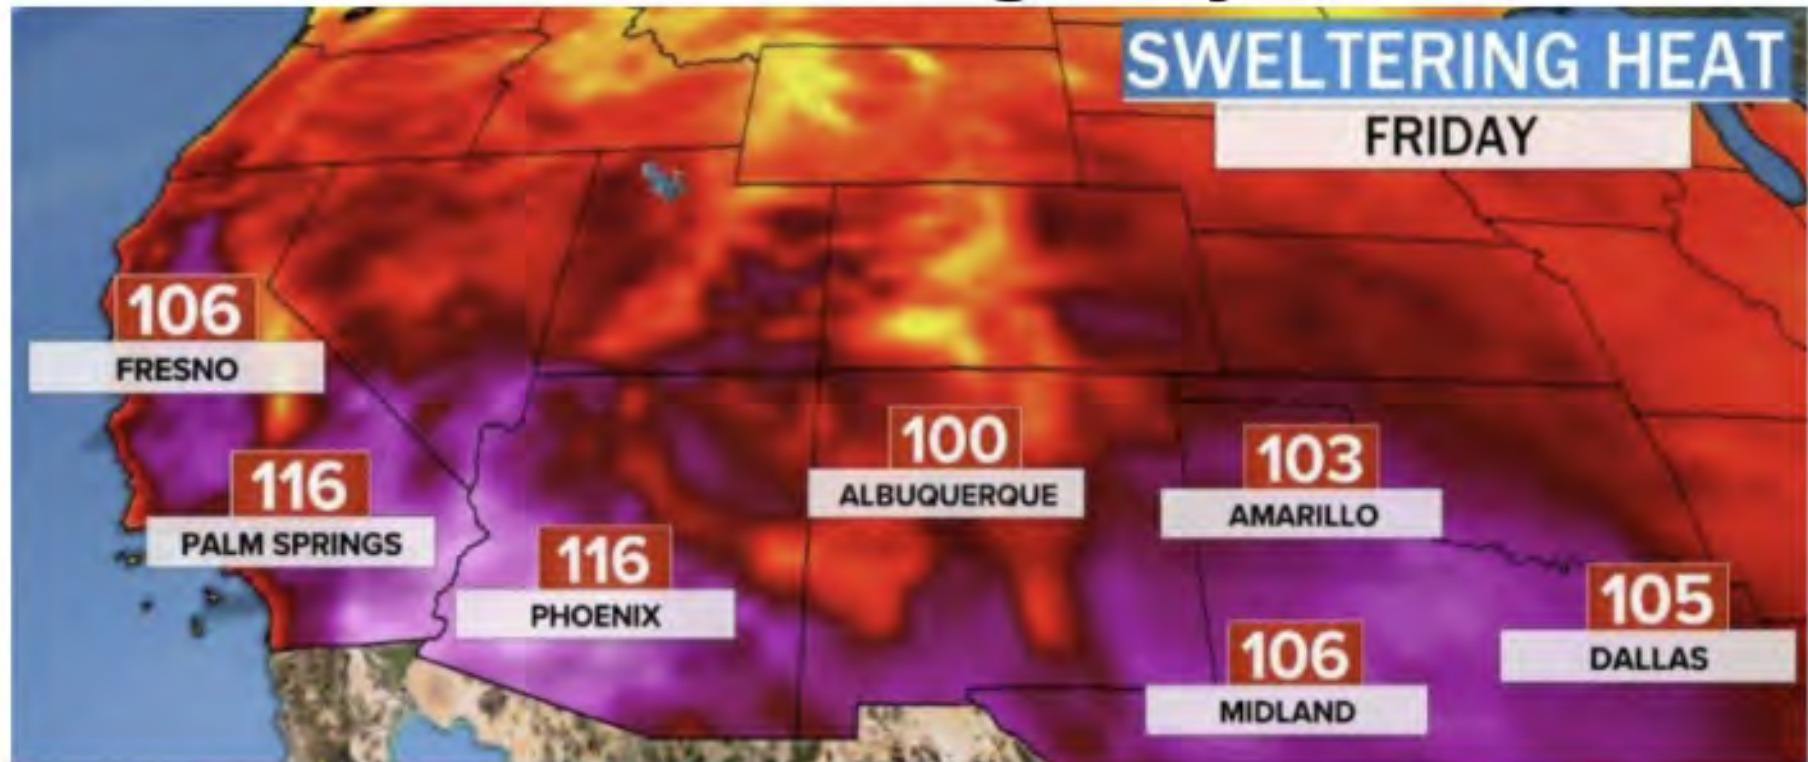 SWELTERING HEAT
FRIDAY
106
FRESNO
116
PALM SPRINGS
116
PHOENIX
100
ALBUQUERQUE
103
AMARILLO
106
MIDLAND
105
DALLAS